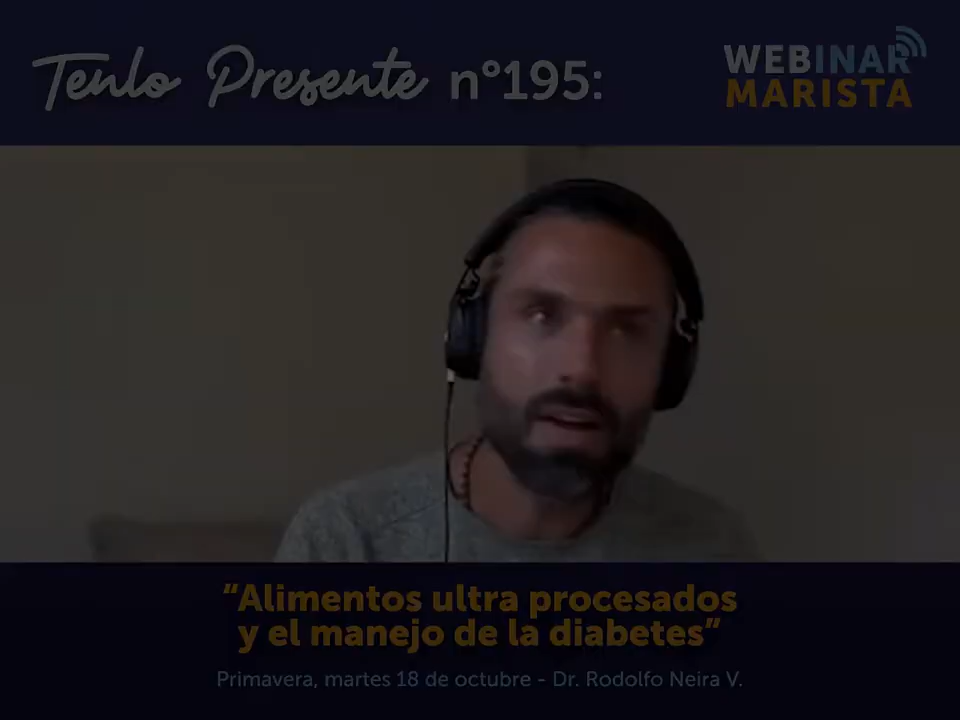 Tenlo Presente n°195:
WEBINAR
MARISTA
“Alimentos ultra procesados
y el manejo de la diabetes”
Primavera, martes 18 de octubre - Dr. Rodolfo Neira V.